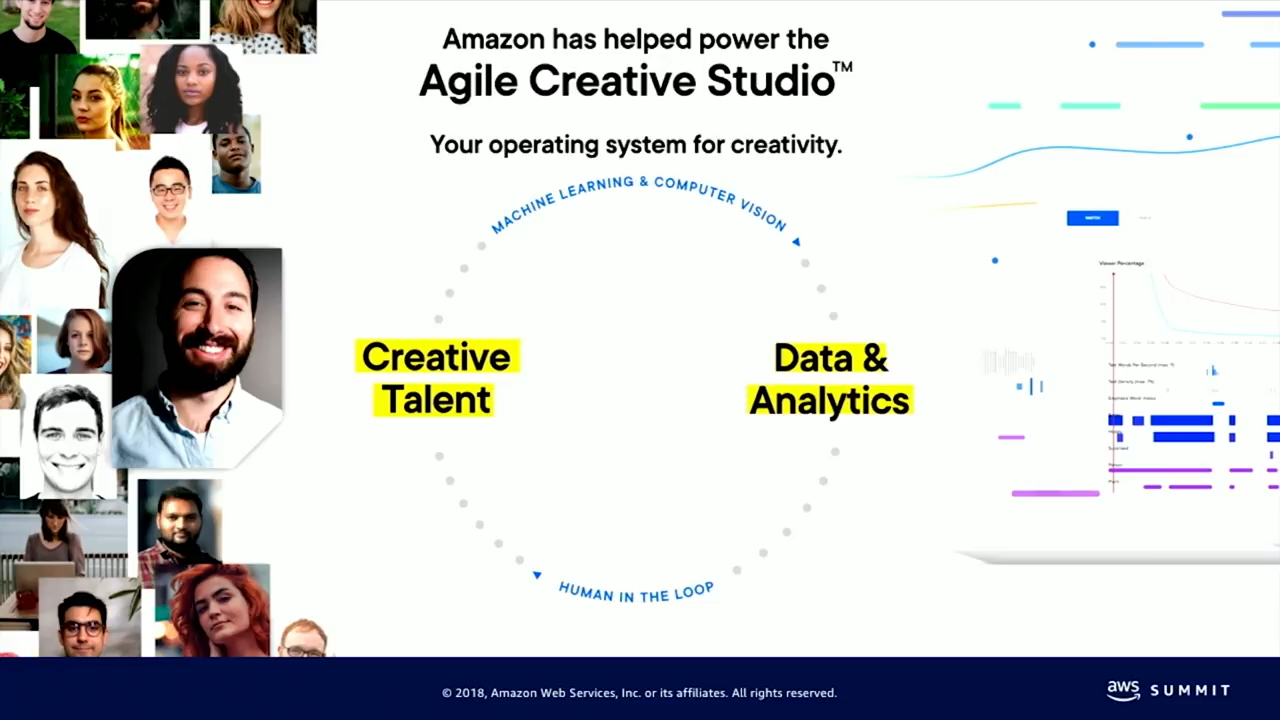 Amazon has helped power the
Agile Creative Studio™
Your operating system for creativity.
MACHINE LEARNING & COMPUTER VISION
Creative
Talent
Data &
Analytics
HUMAN IN THE LOOP
Viewer Percentage
© 2018, Amazon Web Services, Inc. or its affiliates. All rights reserved.
aws SUMMIT